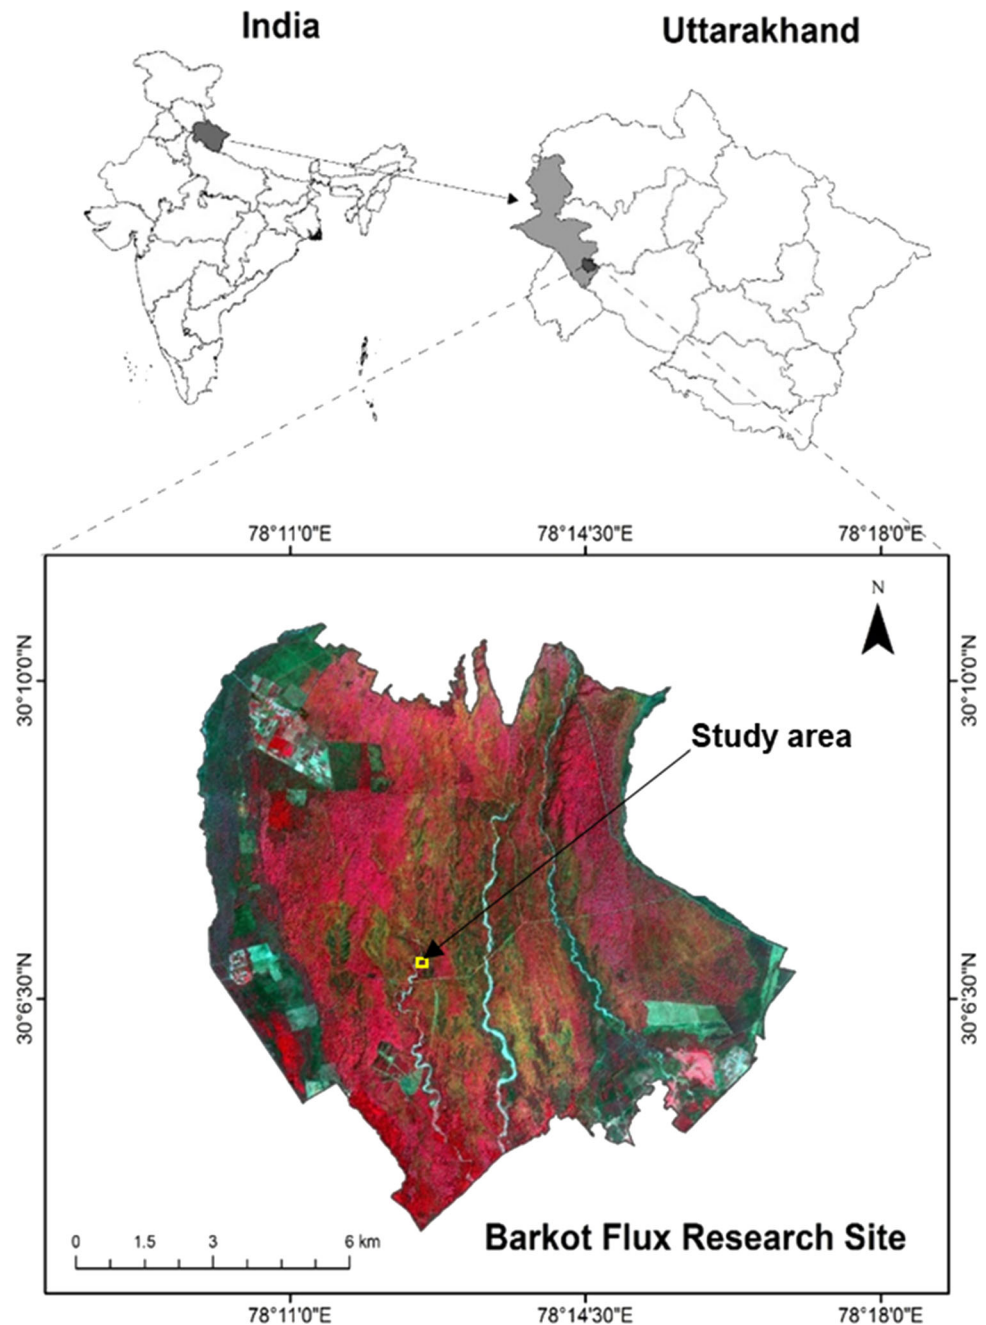 India
Uttarakhand
78°11'0"E 78°14'30"E 78°18'0"E
N
30°10'0"N
30°10'0"N
Study area
30°6'30"N
30°6'30"N
Barkot Flux Research Site
0 1.5 3 6 km
78°11'0"E 78°14'30"E 78°18'0"E